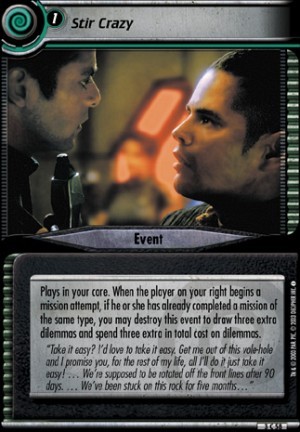 1 Stir Crazy
Event
Plays in your core. When the player on your right begins a
mission attempt, if he or she has already completed a mission of
the same type, you may destroy this event to draw three extra
dilemmas and spend three extra in total cost on dilemmas.
"Take it easy? I'd love to take it easy. Get me out of this vole-hole
and I promise you, for the rest of my life, all I'll do is just take it
easy! ... We're supposed to be rotated off the front lines after 90
days. ... We've been stuck on this rock for five months..."
3 C 58